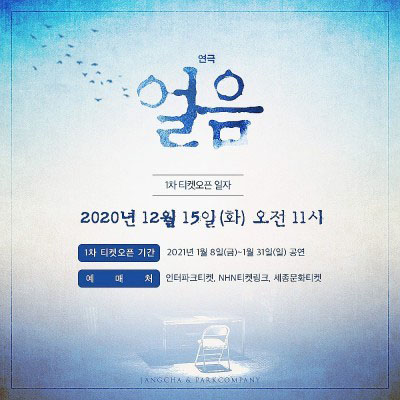 연극
얼음
1차 티켓오픈 일자
2020년 12월 15일(화) 오전 11시
1차 티켓오픈 기간 2021년 1월 8일(금)~1월 31일(일) 공연
예매처 인터파크티켓, NHN티켓링크, 세종문화티켓
JANGCHA & PARKCOMPANY